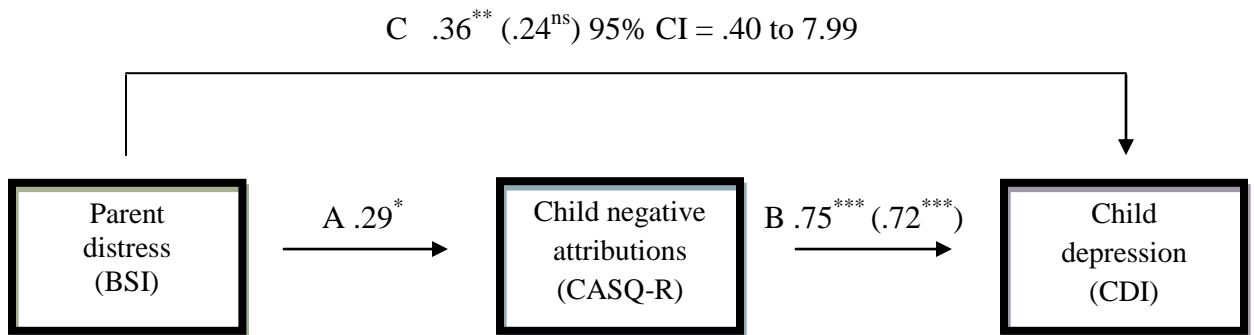 C .36** (.24ns) 95% CI = .40 to 7.99
Parent
distress
(BSI)
A .29*
Child negative
attributions
(CASQ-R)
B .75*** (.72***)
Child
depression
(CDI)